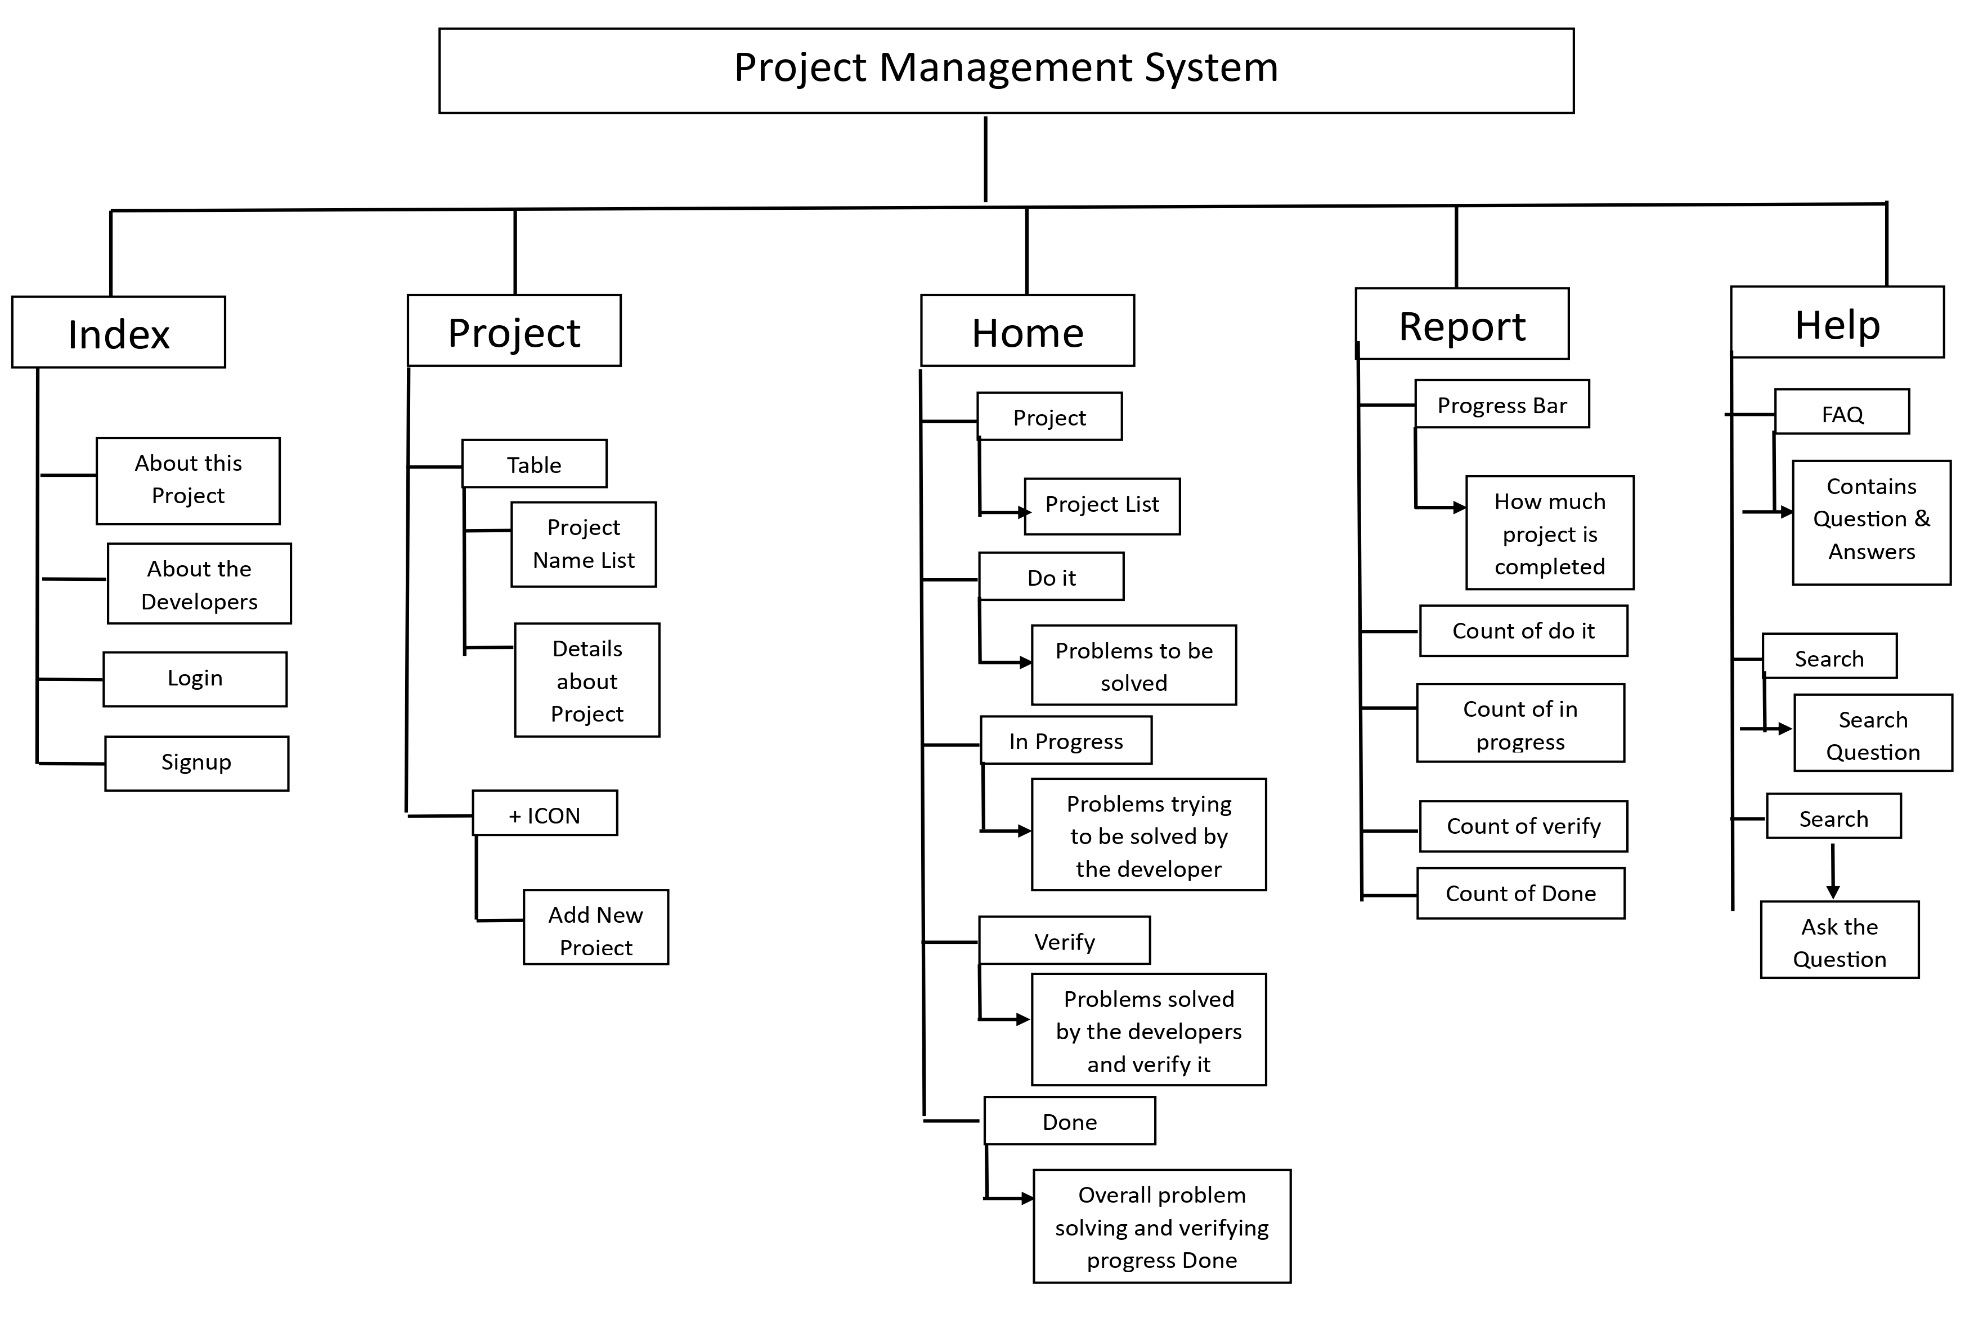 Project Management System
Index
About this
Project
About the
Developers
Login
Signup
Project
Table
Project
Name List
Details
about
Project
+ ICON
Add New
Project
Home
Project
Project List
Do it
Problems to be
solved
In Progress
Problems trying
to be solved by
the developer
Verify
Problems solved
by the developers
and verify it
Done
Overall problem
solving and verifying
progress Done
Report
Progress Bar
How much
project is
completed
Count of do it
Count of in
progress
Count of verify
Count of Done
Help
FAQ
Contains
Question &
Answers
Search
Search
Question
Search
Ask the
Question